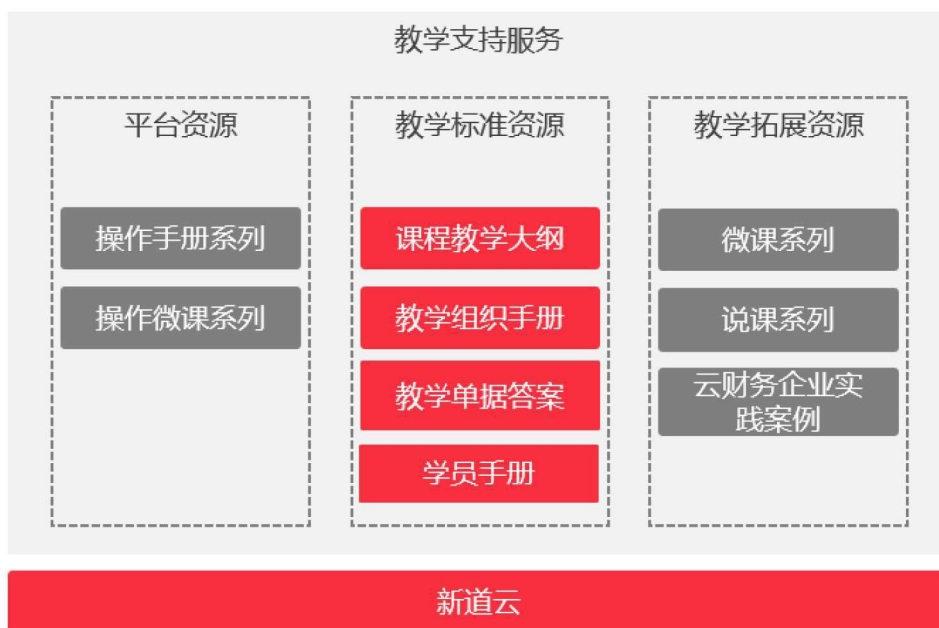 教学支持服务
平台资源
操作手册系列
操作微课系列
教学标准资源
课程教学大纲
教学组织手册
教学单据答案
学员手册
教学拓展资源
微课系列
说课系列
云财务企业实
践案例
新道云